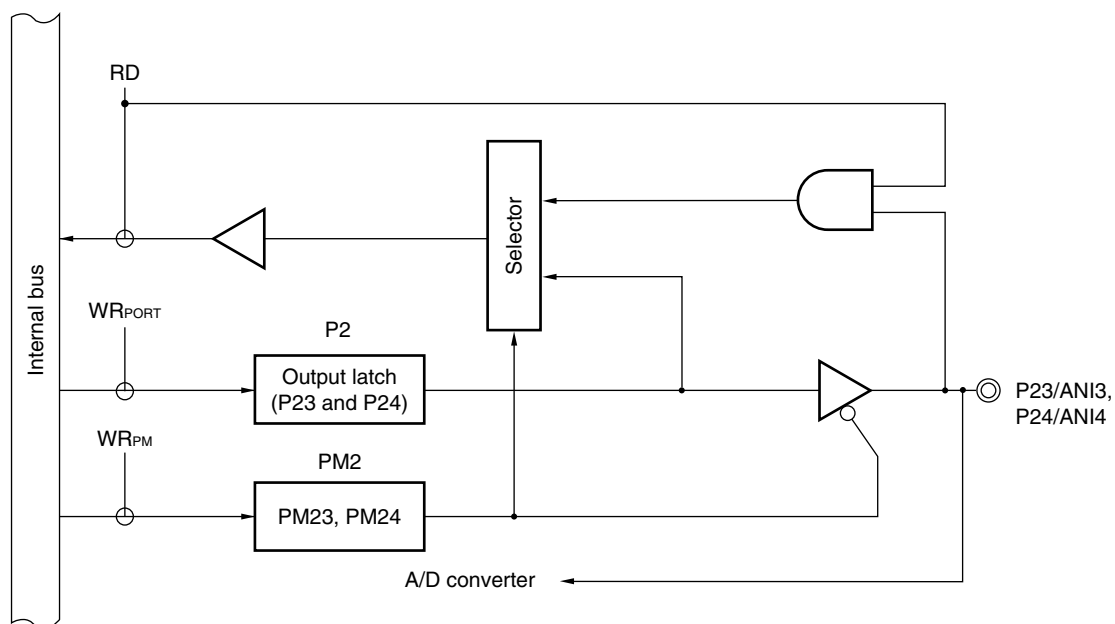 RD
Internal bus
Selector
WRPORT
P2
Output latch
(P23 and P24)
P23/ANI3,
P24/ANI4
WRPM
PM2
PM23, PM24
A/D converter